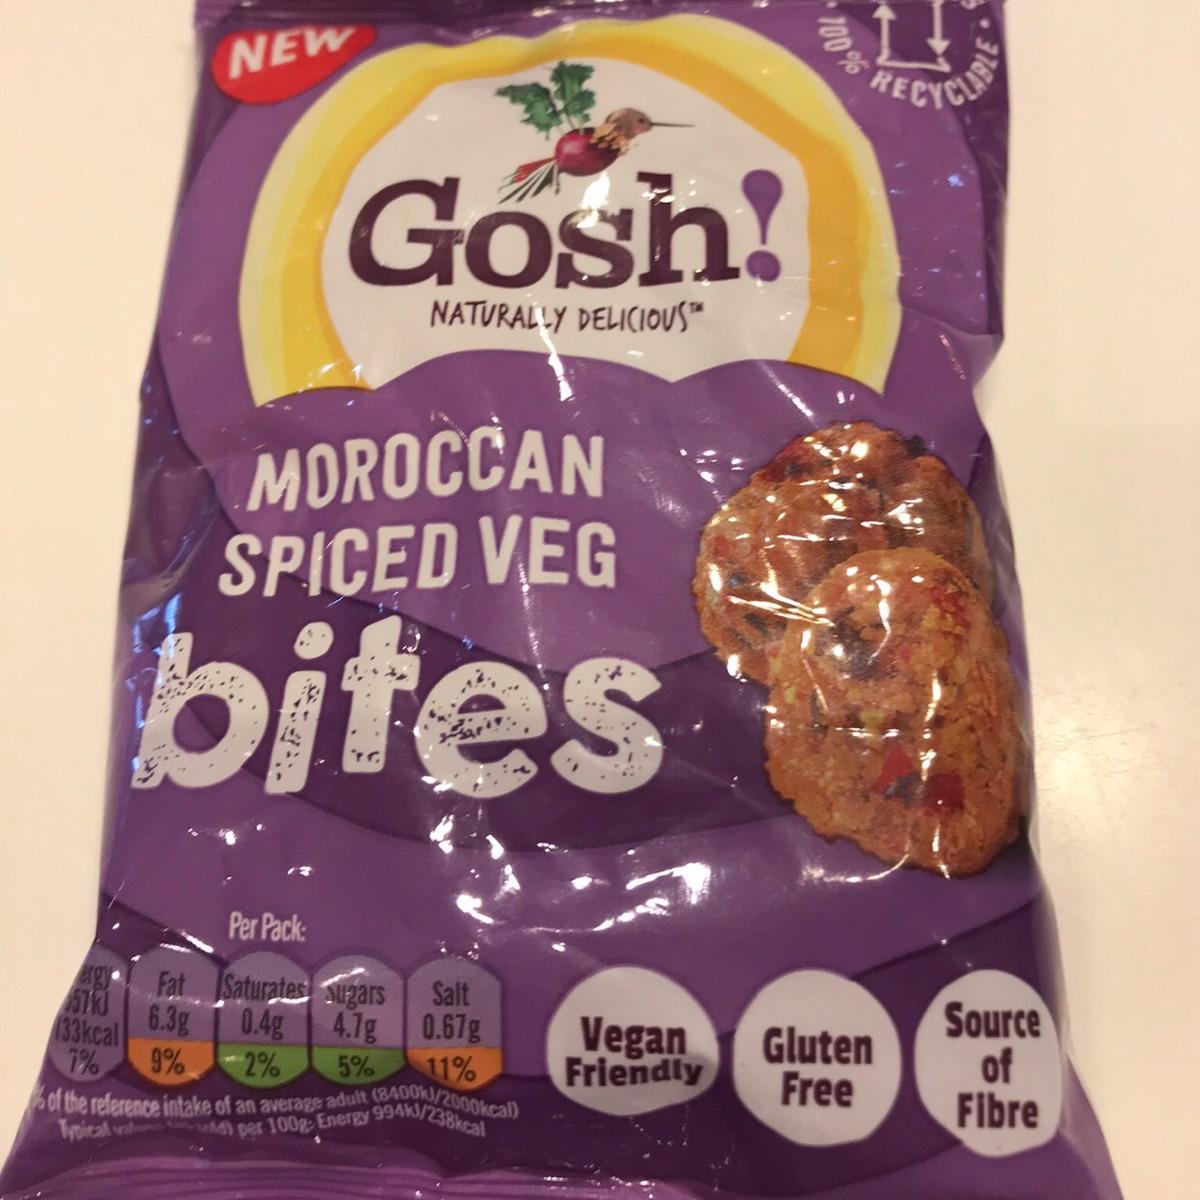 NEW
100%
RECYCLABLE
Gosh!
NATURALLY DELICIOUS™
MOROCCAN
SPICED VEG
bites
Per Pack:
7%
Fat
6.3g
9%
Saturates
0.4g
2%
Sugars
4.7g
5%
Salt
0.67g
11%
% of the reference intake of an average adult (8400kJ/2000kcal)
Typical per 100g: Energy 994kJ/238kcal
Vegan
Friendly
Gluten
Free
Source
of
Fibre